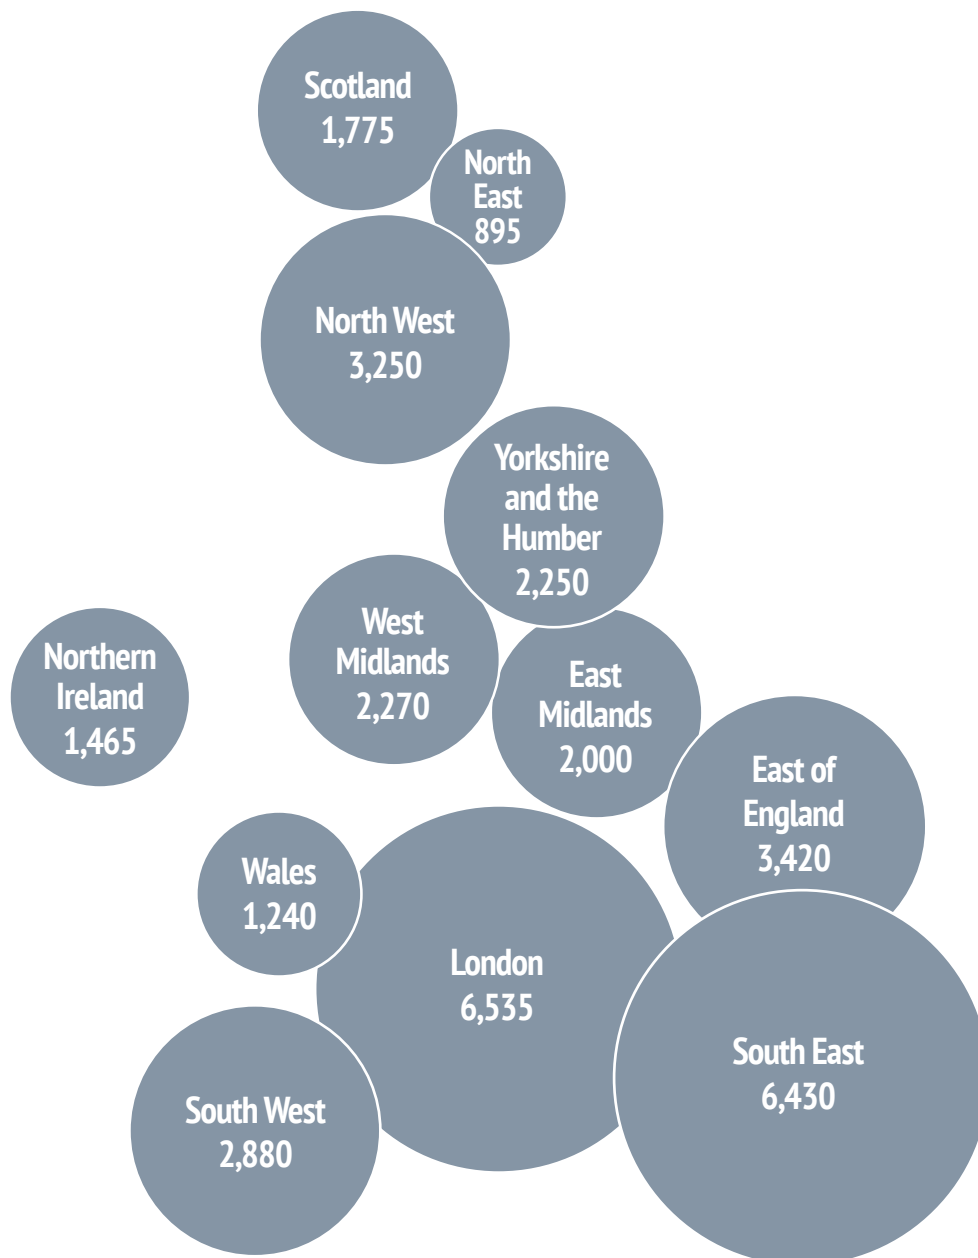 Scotland
1,775
North
East
895
North West
3,250
Yorkshire
and the
Humber
2,250
West
Midlands
2,270
Northern
Ireland
1,465
East
Midlands
2,000
East of
England
3,420
Wales
1,240
London
6,535
South East
6,430
South West
2,880